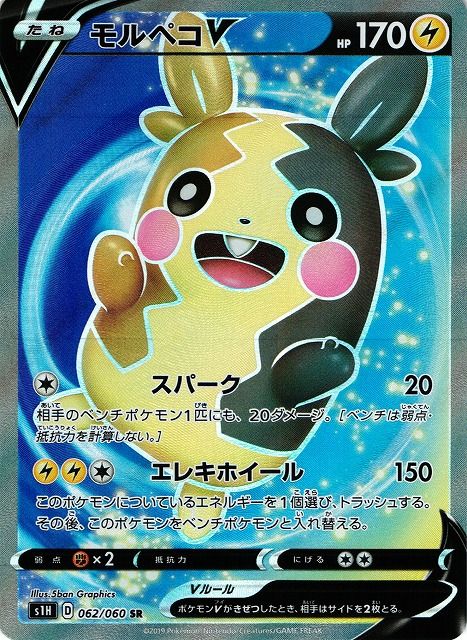 たね モルペコV HP 170
スパーク 20
相手のベンチポケモン1匹にも、20ダメージ。[ベンチは弱点・
抵抗力を計算しない。]
エレキホイール 150
このポケモンについているエネルギーを1個選び、トラッシュする。
その後、このポケモンをベンチポケモンと入れ替える。
弱点 ×2 抵抗力 にげる
Illus.5ban Graphics
Vルール
s1H D 062/060 SR
ポケモンVがきぜつしたとき、相手はサイドを2枚とる。
©2019 Pokémon/Nintendo/Creatures/GAME FREAK